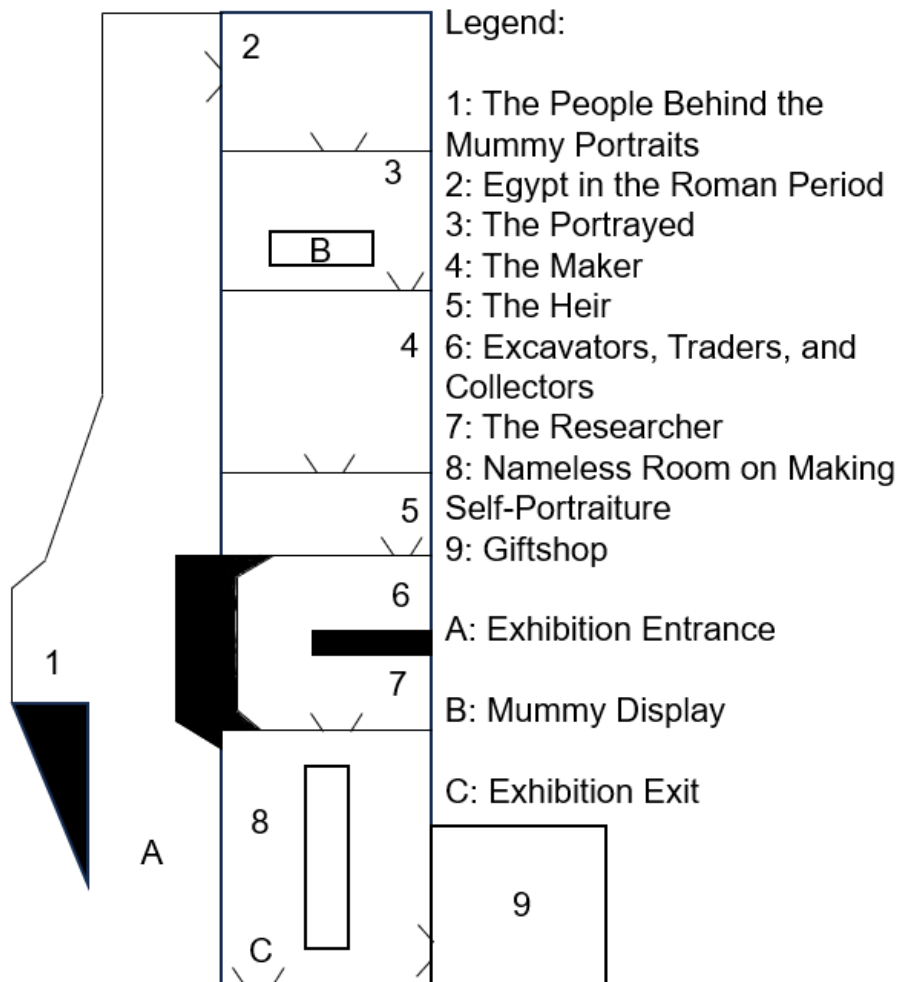 2
3
B
4
5
6
7
1
8
A
C
9
Legend:
1: The People Behind the
Mummy Portraits
2: Egypt in the Roman Period
3: The Portrayed
4: The Maker
5: The Heir
6: Excavators, Traders, and
Collectors
7: The Researcher
8: Nameless Room on Making
Self-Portraiture
9: Giftshop
A: Exhibition Entrance
B: Mummy Display
C: Exhibition Exit